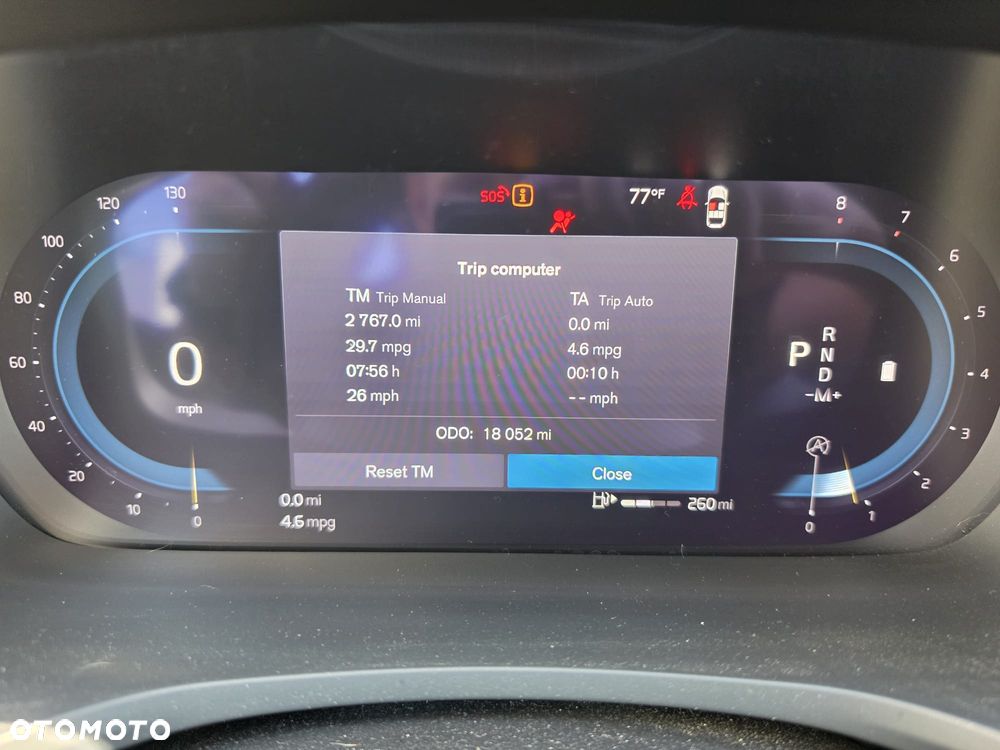 SOS i 77°F
130
120
100
80
60
40
20
10
0
0
mph
Trip computer
TM Trip Manual TA Trip Auto
2 767.0 mi 0.0 mi
29.7 mpg 4.6 mpg
07:56 h 00:10 h
26 mph -- mph
ODO: 18 052 mi
Reset TM Close
0.0 mi
4.6 mpg
260 mi
P R
N
D
-M+
A
8
7
6
5
4
3
2
1
0
OTOMOTO